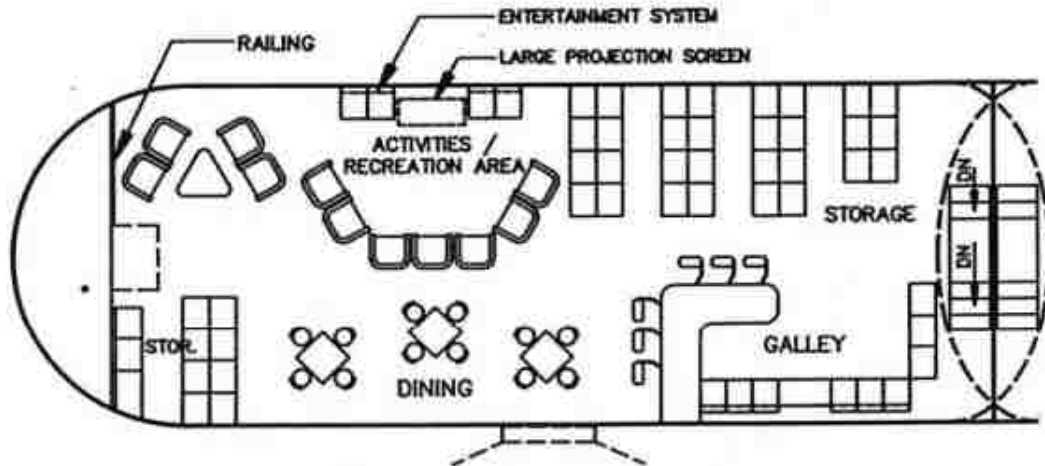 ENTERTAINMENT SYSTEM
RAILING
LARGE PROJECTION SCREEN
ACTIVITIES /
RECREATION AREA
DN
STORAGE
DN
STOR.
GALLEY
DINING